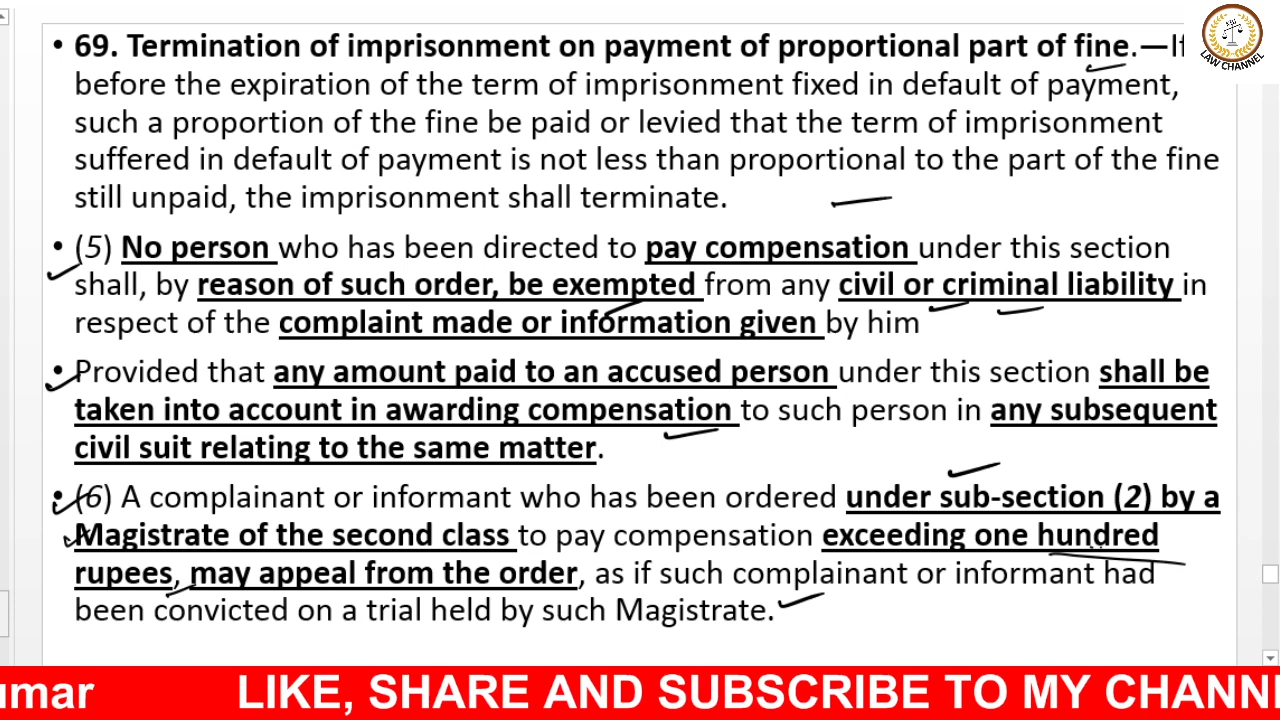 • 69. Termination of imprisonment on payment of proportional part of fine.—If
before the expiration of the term of imprisonment fixed in default of payment,
such a proportion of the fine be paid or levied that the term of imprisonment
suffered in default of payment is not less than proportional to the part of the fine
still unpaid, the imprisonment shall terminate.
• (5) No person who has been directed to pay compensation under this section
shall, by reason of such order, be exempted from any civil or criminal liability in
respect of the complaint made or information given by him
• Provided that any amount paid to an accused person under this section shall be
taken into account in awarding compensation to such person in any subsequent
civil suit relating to the same matter.
• (6) A complainant or informant who has been ordered under sub-section (2) by a
Magistrate of the second class to pay compensation exceeding one hundred
rupees, may appeal from the order, as if such complainant or informant had
been convicted on a trial held by such Magistrate.
LAW CHANNEL
umar LIKE, SHARE AND SUBSCRIBE TO MY CHANN